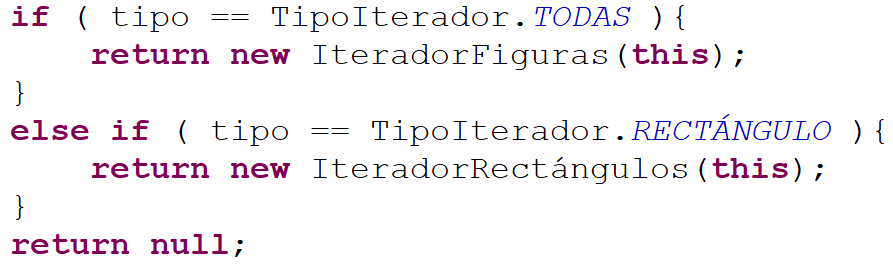 if ( tipo == TipoIterador.TODAS ){
    return new IteradorFiguras(this);
}
else if ( tipo == TipoIterador.RECTÁNGULO ){
    return new IteradorRectángulos(this);
}
return null;